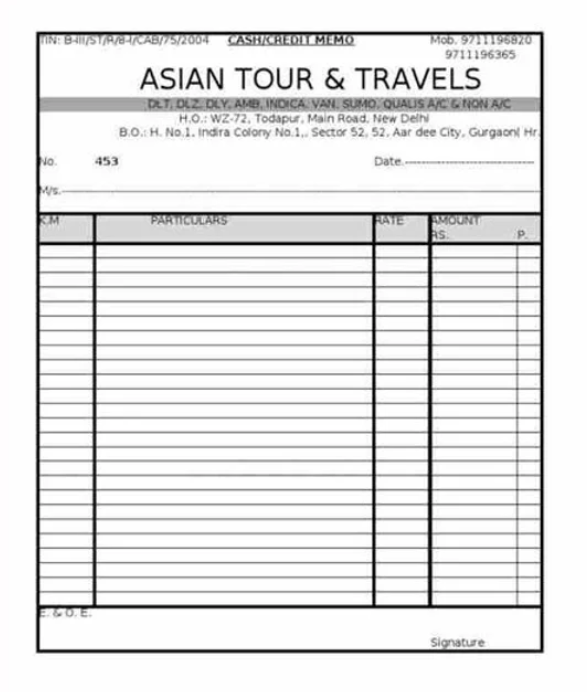 TIN: B-III/ST/R/8-I/CAB/75/2004 CASH/CREDIT MEMO Mob. 9711196820
9711196365
ASIAN TOUR & TRAVELS
DLT, DLZ, DLY, AMB, INDICA, VAN, SUMO, QUALIS A/C & NON A/C
H.O.: WZ-72, Todapur, Main Road, New Delhi
B.O.: H. No.1, Indira Colony No.1,, Sector 52, 52, Aar dee City, Gurgaon( Hr.
No. 453 Date.
M/s.
K.M PARTICULARS RATE AMOUNT
RS. P.
E. & O. E.
Signature